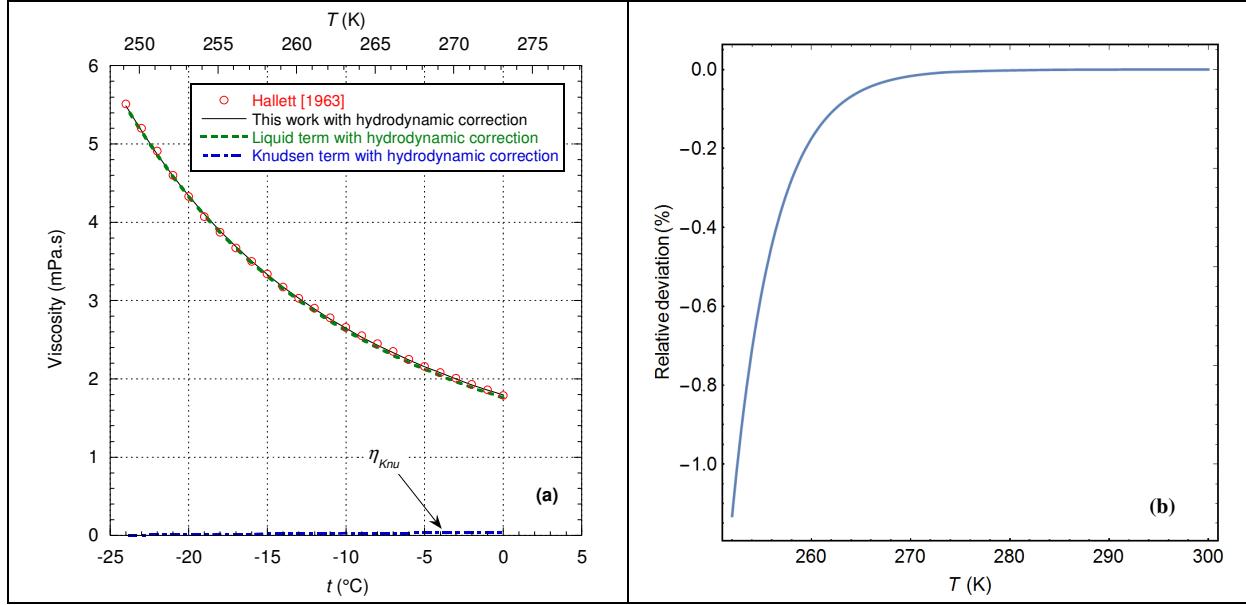 T (K)
250 255 260 265 270 275
6
5
4
3
2
1
0
Viscosity (mPa.s)
Hallett [1963]
This work with hydrodynamic correction
Liquid term with hydrodynamic correction
Knudsen term with hydrodynamic correction
ηKnu
(a)
-25 -20 -15 -10 -5 0 5
t (°C)
0.0
−0.2
−0.4
−0.6
−0.8
−1.0
Relative deviation (%)
(b)
260 270 280 290 300
T (K)